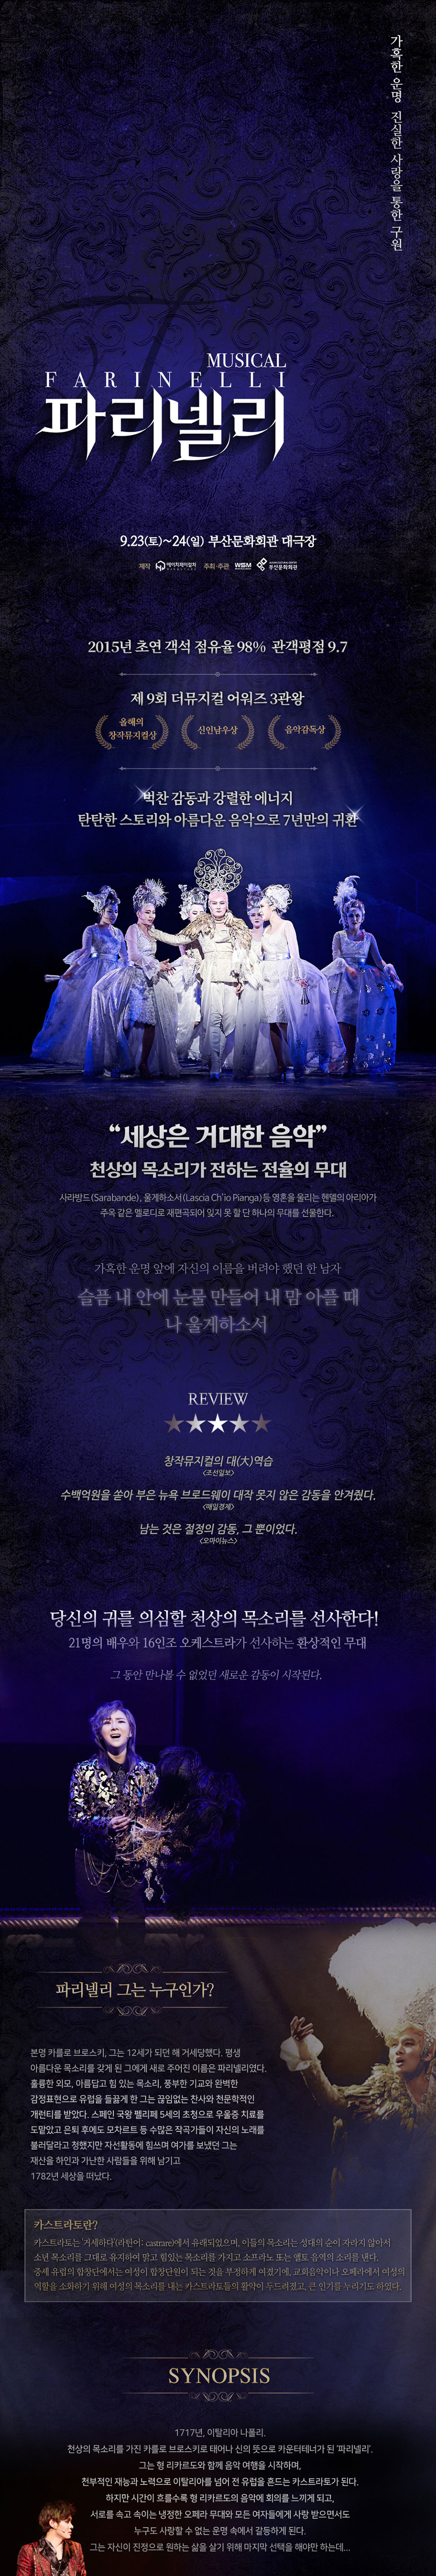 가혹한 운명 진실한 사랑을 통한 구원
MUSICAL
FARINELLI
파리넬리
9.23(토)~24(일) 부산문화회관 대극장
제작 에이치제이컬쳐 주최·주관 WSM 부산문화회관
2015년 초연 객석 점유율 98% 관객평점 9.7
제 9회 더뮤지컬 어워즈 3관왕
올해의
창작뮤지컬상
신인남우상
음악감독상
벅찬 감동과 강렬한 에너지
탄탄한 스토리와 아름다운 음악으로 7년만의 귀환
“세상은 거대한 음악”
천상의 목소리가 전하는 전율의 무대
사라방드(Sarabande), 울게하소서(Lascia Ch'io Pianga)등 영혼을 울리는 헨델의 아리아가
주옥 같은 멜로디로 재편곡되어 잊지 못 할 단 하나의 무대를 선물한다.
가혹한 운명 앞에 자신의 이름을 버려야 했던 한 남자
슬픔 내 안에 눈물 만들어 내 맘 아플 때
나 울게하소서
REVIEW
창작뮤지컬의 대(大)역습
<조선일보>
수백억원을 쏟아 부은 뉴욕 브로드웨이 대작 못지 않은 감동을 안겨줬다.
<매일경제>
남는 것은 절정의 감동, 그 뿐이었다.
<오마이뉴스>
당신의 귀를 의심할 천상의 목소리를 선사한다!
21명의 배우와 16인조 오케스트라가 선사하는 환상적인 무대
그 동안 만나볼 수 없었던 새로운 감동이 시작된다.
파리넬리 그는 누구인가?
본명 카를로 브로스키, 그는 12세가 되던 해 거세당했다. 평생
아름다운 목소리를 갖게 된 그에게 새로 주어진 이름은 파리넬리였다.
훌륭한 외모, 아름답고 힘 있는 목소리, 풍부한 기교와 완벽한
감정표현으로 유럽을 들끓게 한 그는 끊임없는 찬사와 천문학적인
개런티를 받았다. 스페인 국왕 펠리페 5세의 초청으로 우울증 치료를
도맡았고 은퇴 후에도 모차르트 등 수많은 작곡가들이 자신의 노래를
불러달라고 청했지만 자선활동에 힘쓰며 여가를 보냈던 그는
재산을 하인과 가난한 사람들을 위해 남기고
1782년 세상을 떠났다.
카스트라토란?
카스트라토는 '거세하다'(라틴어: castrare)에서 유래되었으며, 이들의 목소리는 성대의 순이 자라지 않아서
소년 목소리를 그대로 유지하여 맑고 힘있는 목소리를 가지고 소프라노 또는 앨토 음역의 소리를 낸다.
중세 유럽의 합창단에서는 여성이 합창단원이 되는 것을 부정하게 여겼기에, 교회음악이나 오페라에서 여성의
역할을 소화하기 위해 여성의 목소리를 내는 카스트라토들의 활약이 두드러졌고, 큰 인기를 누리기도 하였다.
SYNOPSIS
1717년, 이탈리아 나폴리.
천상의 목소리를 가진 카를로 브로스키로 태어나 신의 뜻으로 카운터테너가 된 '파리넬리'.
그는 형 리카르도와 함께 음악 여행을 시작하며,
천부적인 재능과 노력으로 이탈리아를 넘어 전 유럽을 흔드는 카스트라토가 된다.
하지만 시간이 흐를수록 형 리카르도의 음악에 회의를 느끼게 되고,
서로를 속고 속이는 냉정한 오페라 무대와 모든 여자들에게 사랑 받으면서도
누구도 사랑할 수 없는 운명 속에서 갈등하게 된다.
그는 자신이 진정으로 원하는 삶을 살기 위해 마지막 선택을 해야만 하는데...